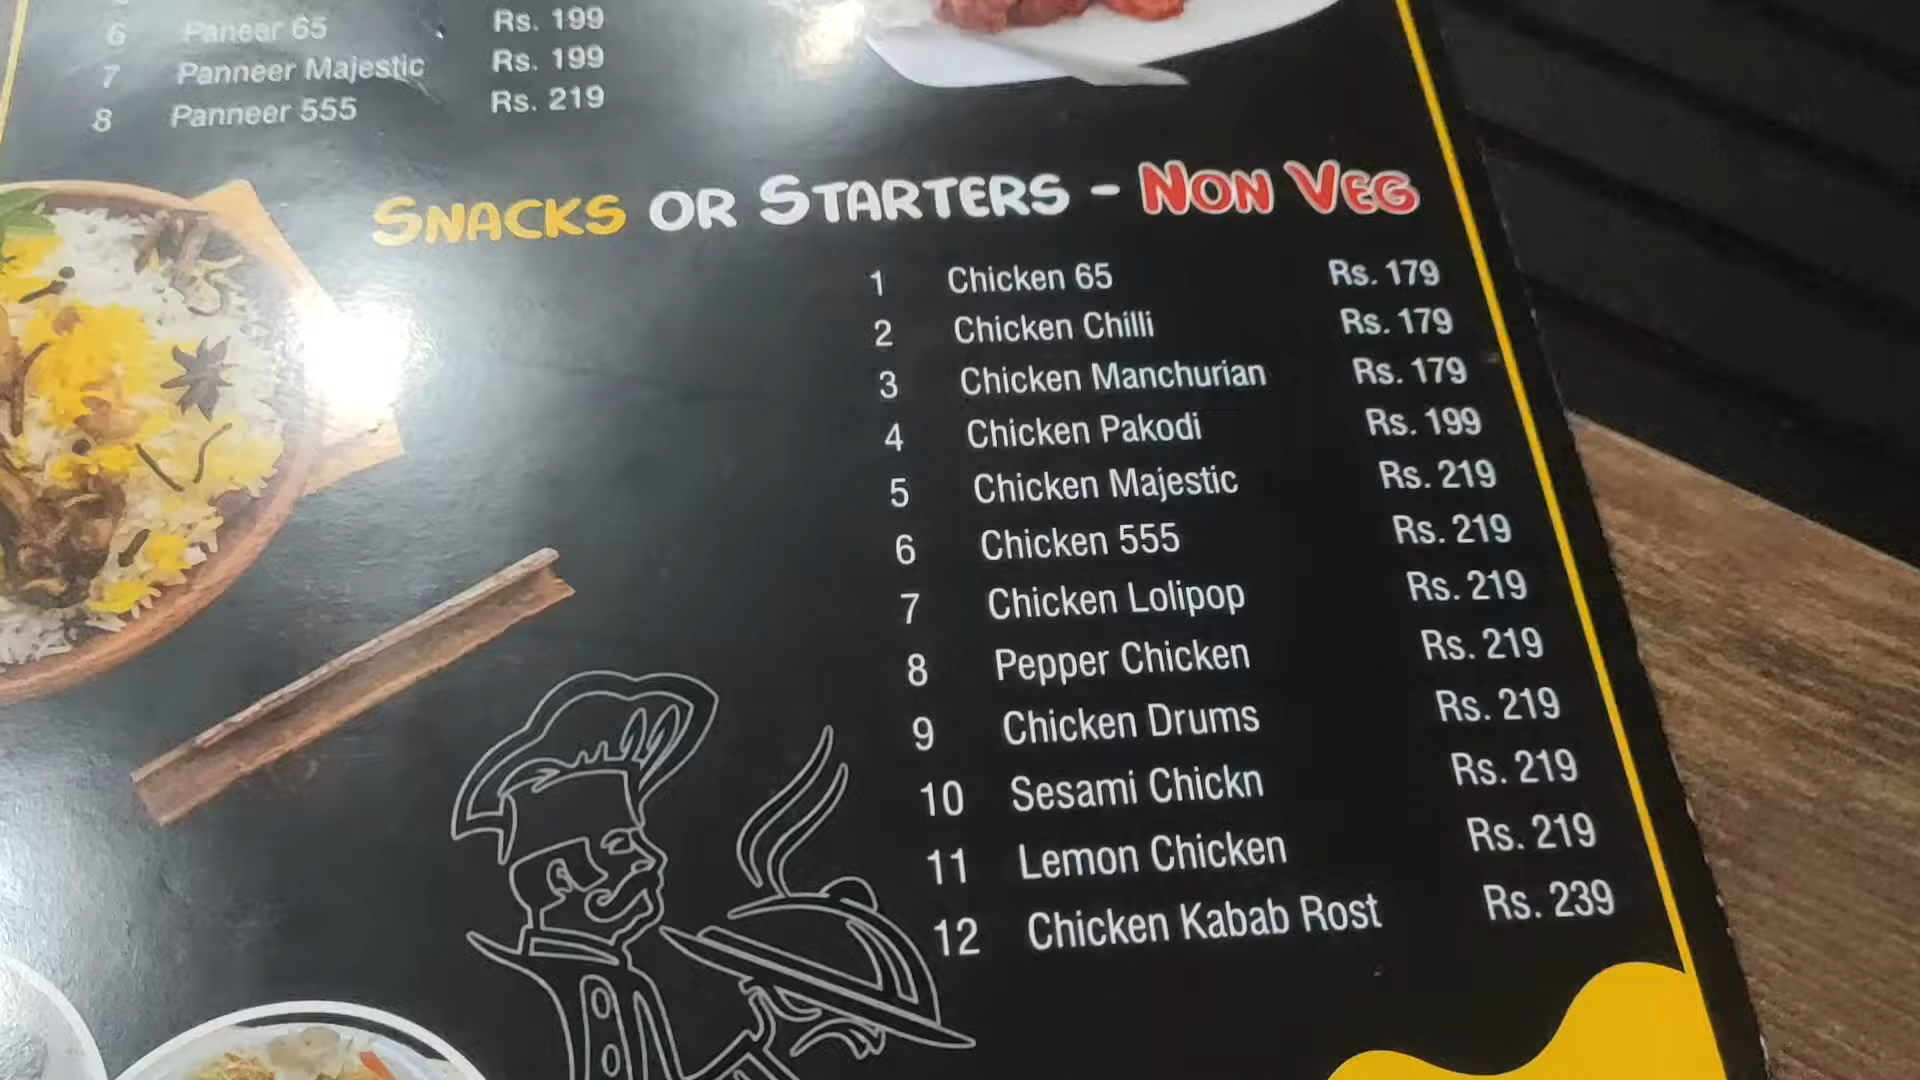 6 Paneer 65 Rs. 199
7 Panneer Majestic Rs. 199
8 Panneer 555 Rs. 219
SNACKS OR STARTERS - NON VEG
1 Chicken 65 Rs. 179
2 Chicken Chilli Rs. 179
3 Chicken Manchurian Rs. 179
4 Chicken Pakodi Rs. 199
5 Chicken Majestic Rs. 219
6 Chicken 555 Rs. 219
7 Chicken Lolipop Rs. 219
8 Pepper Chicken Rs. 219
9 Chicken Drums Rs. 219
10 Sesami Chickn Rs. 219
11 Lemon Chicken Rs. 219
12 Chicken Kabab Rost Rs. 239